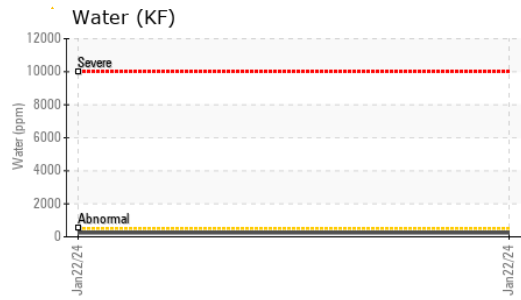 Water (KF)
12000
10000
8000
6000
4000
2000
0
Water (ppm)
Severe
Abnormal
Jan22/24
Jan22/24